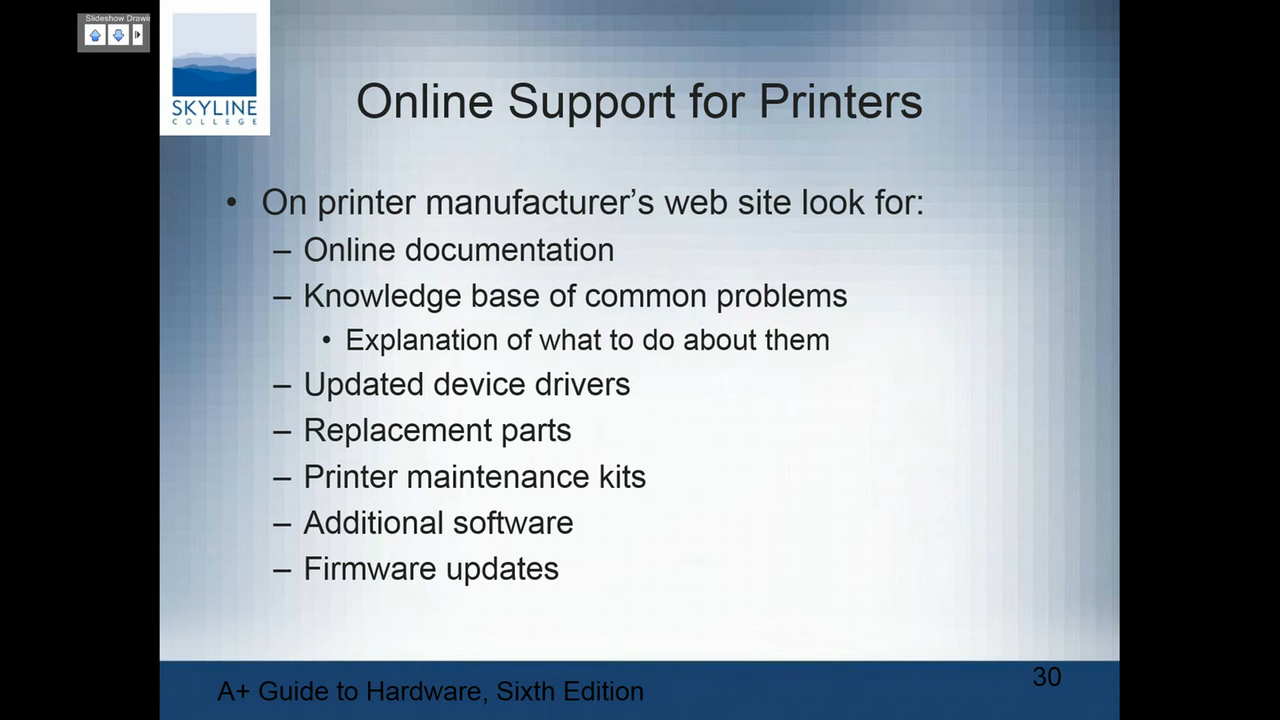 Slideshow Drawi
SKYLINE
COLLEGE
Online Support for Printers
• On printer manufacturer’s web site look for:
– Online documentation
– Knowledge base of common problems
• Explanation of what to do about them
– Updated device drivers
– Replacement parts
– Printer maintenance kits
– Additional software
– Firmware updates
30
A+ Guide to Hardware, Sixth Edition